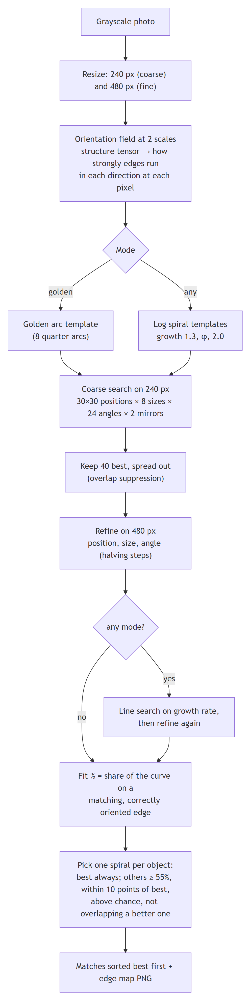 Grayscale photo
Resize: 240 px (coarse)
and 480 px (fine)
Orientation field at 2 scales
structure tensor → how
strongly edges run
in each direction at each
pixel
Mode
golden
any
Golden arc template
(8 quarter arcs)
Log spiral templates
growth 1.3, φ, 2.0
Coarse search on 240 px
30×30 positions × 8 sizes ×
24 angles × 2 mirrors
Keep 40 best, spread out
(overlap suppression)
Refine on 480 px
position, size, angle
(halving steps)
any mode?
yes
Line search on growth rate,
then refine again
no
Fit % = share of the curve
on a
matching, correctly
oriented edge
Pick one spiral per object:
best always; others ≥ 55%,
within 10 points of best,
above chance, not
overlapping a better one
Matches sorted best first +
edge map PNG